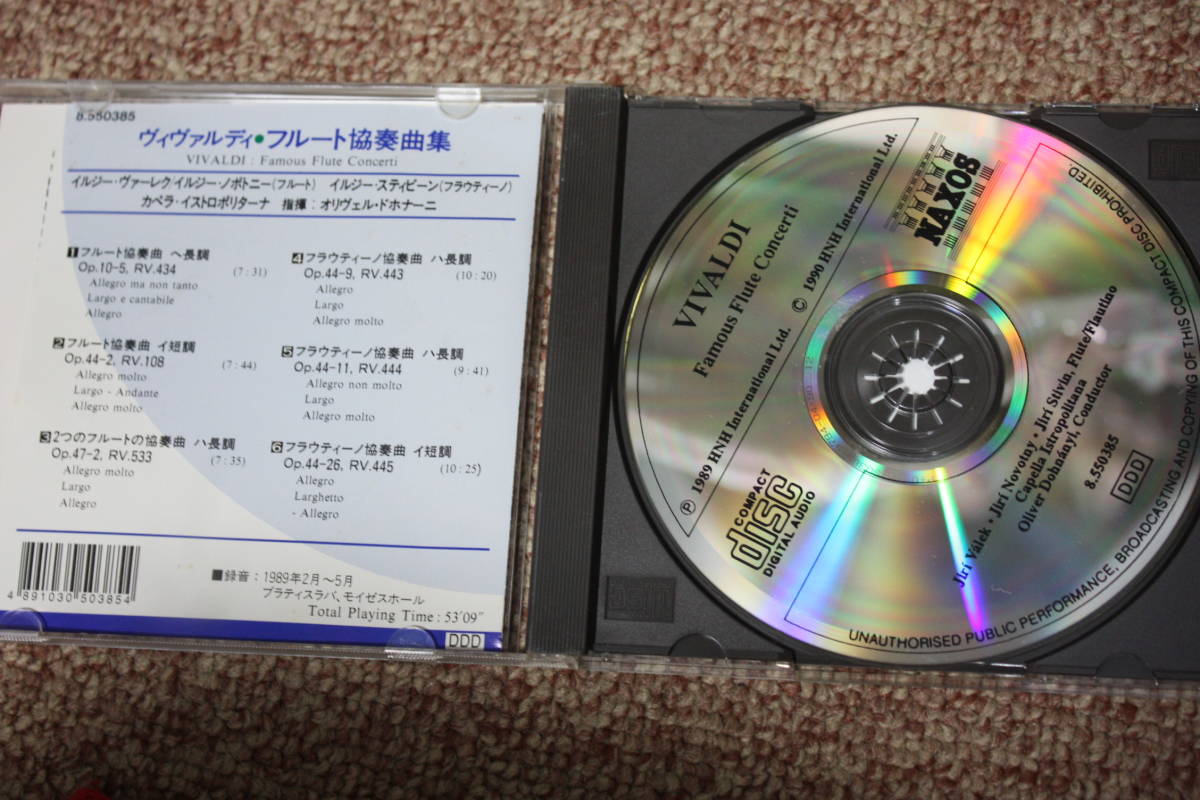 8.550385
ヴィヴァルディ●フルート協奏曲集
VIVALDI : Famous Flute Concerti
イルジー・ヴァーレク/イルジー・ノボトニー(フルート) イルジー・スティビーン(フラウティーノ)
カペラ・イストロポリターナ 指揮:オリヴェル・ドホナーニ
1 フルート協奏曲 ヘ長調
Op.10-5, RV.434 (7:31)
Allegro ma non tanto
Largo e cantabile
Allegro
2 フルート協奏曲 イ短調
Op.44-2, RV.108 (7:44)
Allegro molto
Largo - Andante
Allegro molto
3 2つのフルートの協奏曲 ハ長調
Op.47-2, RV.533 (7:35)
Allegro molto
Largo
Allegro
4 フラウティーノ協奏曲 ハ長調
Op.44-9, RV.443 (10:20)
Allegro
Largo
Allegro molto
5 フラウティーノ協奏曲 ハ長調
Op.44-11, RV.444 (9:41)
Allegro non molto
Largo
Allegro molto
6 フラウティーノ協奏曲 イ短調
Op.44-26, RV.445 (10:25)
Allegro
Larghetto
- Allegro
4 891030 503854
■録音:1989年2月〜5月
ブラティスラバ、モイゼスホール
Total Playing Time : 53'09"
DDD
NAXOS
VIVALDI
Famous Flute Concerti
℗ 1989 HNH International Ltd. © 1990 HNH International Ltd.
COMPACT
disc
DIGITAL AUDIO
Jiří Válek • Jiří Novotny • Jiří Stivin, Flute/Flautino
Capella Istropolitana
Oliver Dohnányi, Conductor
8.550385
DDD
UNAUTHORISED PUBLIC PERFORMANCE, BROADCASTING AND COPYING OF THIS COMPACT DISC PROHIBITED.